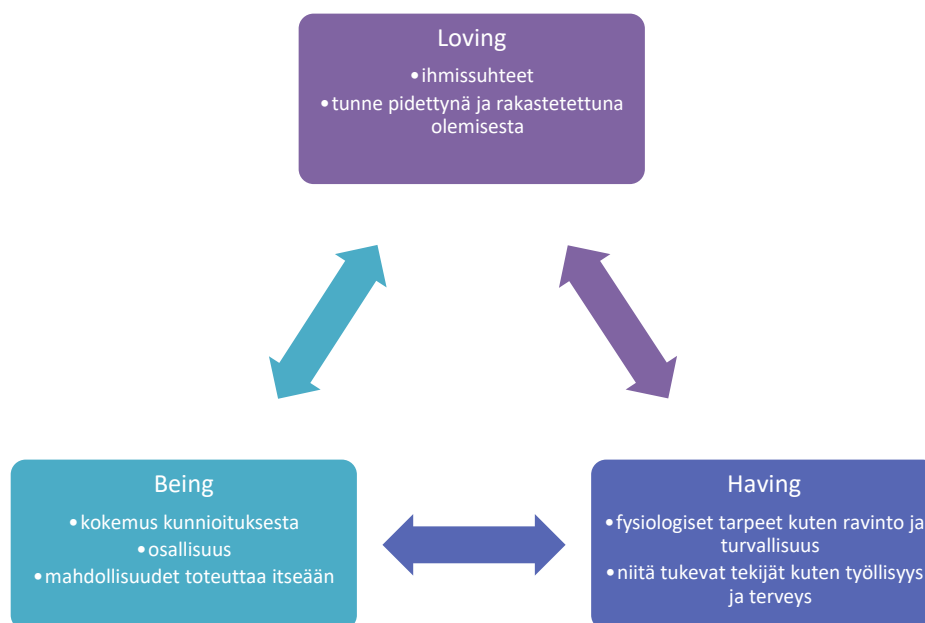 Loving
•ihmissuhteet
•tunne pidettynä ja rakastetettuna
olemisesta
Being
•kokemus kunnioituksesta
•osallisuus
•mahdollisuudet toteuttaa itseään
Having
•fysiologiset tarpeet kuten ravinto ja
turvallisuus
•niitä tukevat tekijät kuten työllisyys
ja terveys